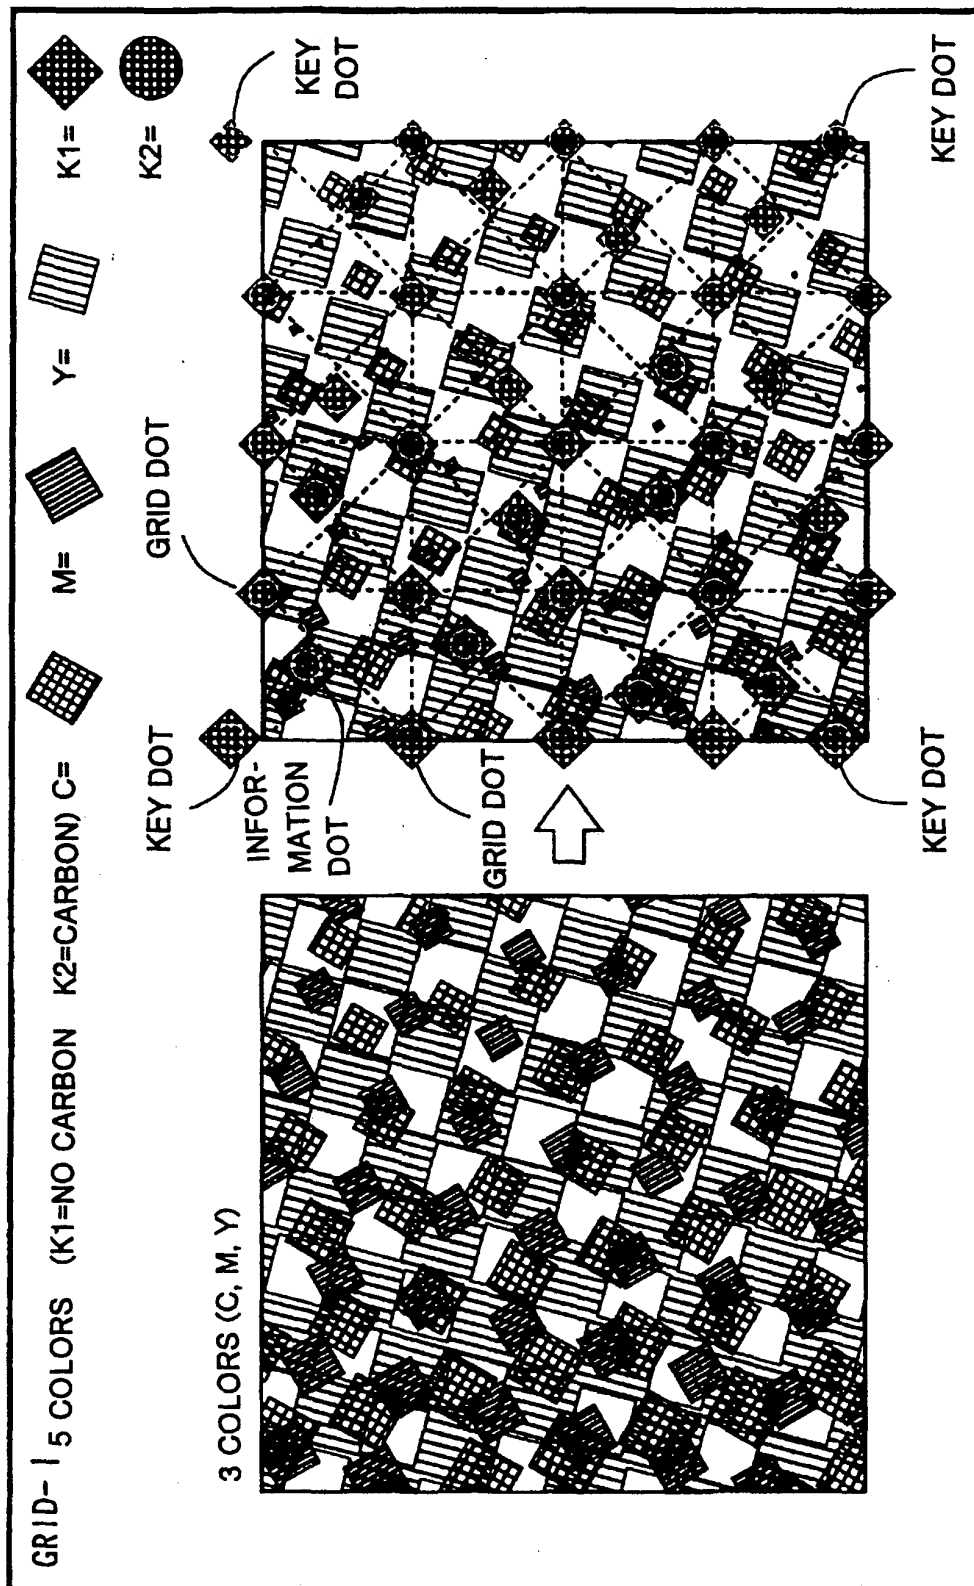 GRID-1 5 COLORS (K1=NO CARBON K2=CARBON) C= M= Y= K1=
K2=
3 COLORS (C, M, Y)
KEY DOT
INFOR-
MATION
DOT
GRID DOT
GRID DOT
KEY
DOT
KEY DOT
KEY DOT